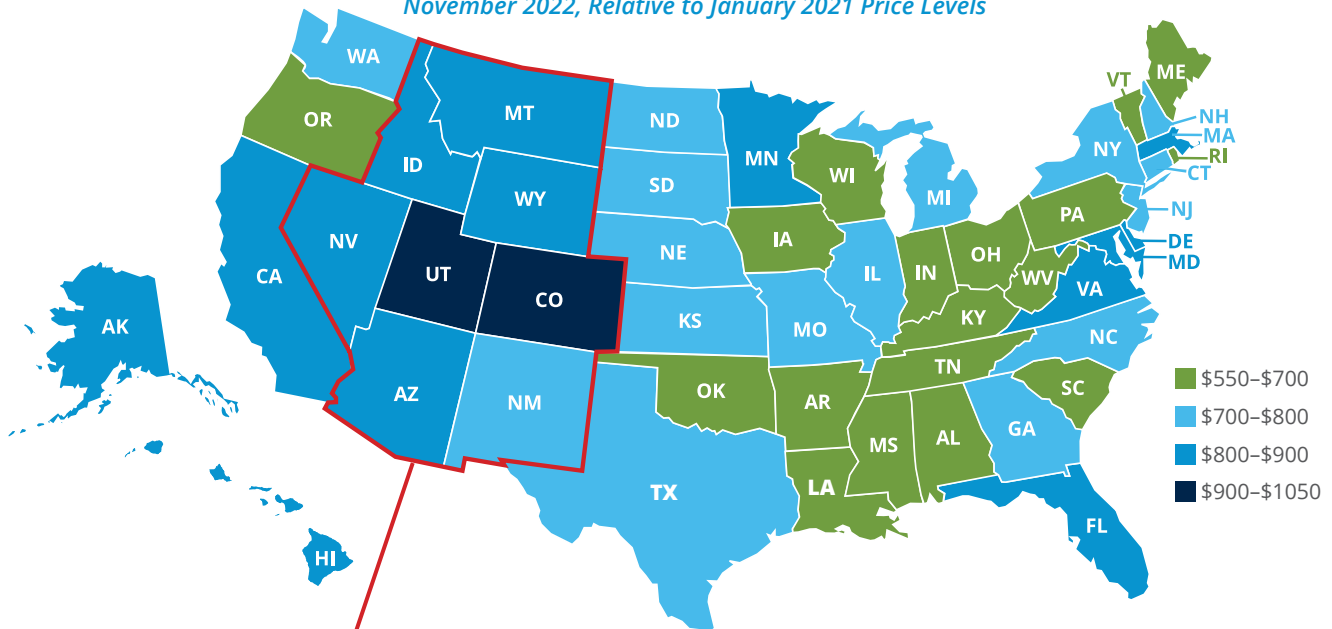 November 2022, Relative to January 2021 Price Levels
WA
OR
MT
ID
WY
NV
UT
CO
CA
AZ
NM
AK
HI
ND
SD
NE
KS
OK
TX
MN
IA
MO
AR
LA
WI
IL
MI
IN
OH
KY
TN
MS
AL
GA
FL
SC
NC
VA
WV
PA
NY
VT
ME
NH
MA
RI
CT
NJ
DE
MD
$550–$700
$700–$800
$800–$900
$900–$1050